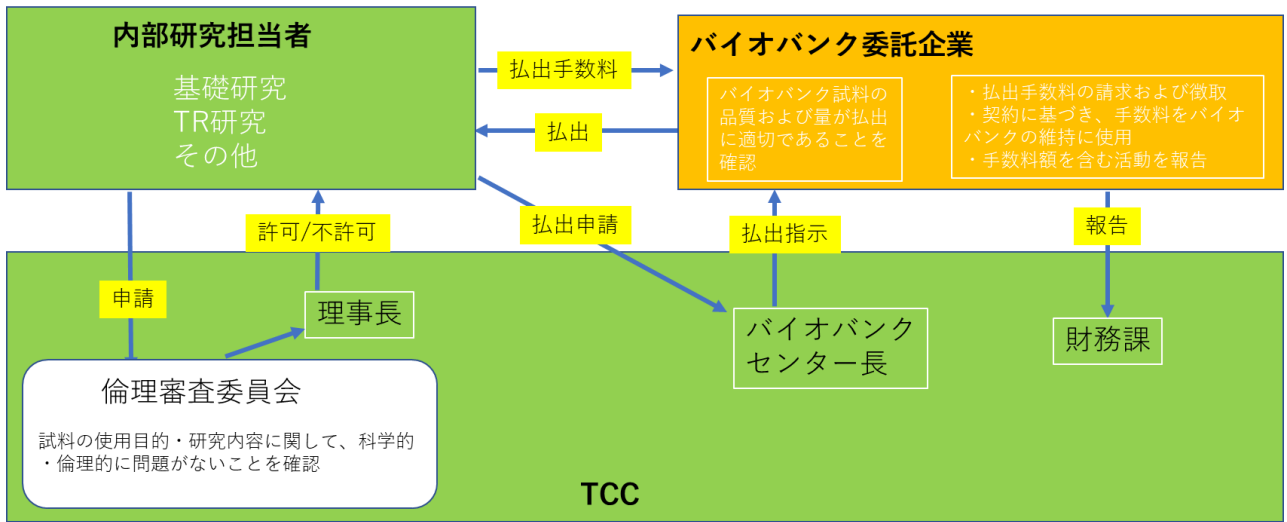 内部研究担当者
基礎研究
TR研究
その他
払出手数料
払出
バイオバンク委託企業
バイオバンク試料の
品質および量が払出
に適切であることを
確認
・払出手数料の請求および徴取
・契約に基づき、手数料をバイオ
バンクの維持に使用
・手数料額を含む活動を報告
許可/不許可
払出申請
払出指示
報告
申請
理事長
バイオバンク
センター長
財務課
倫理審査委員会
試料の使用目的・研究内容に関して、科学的
・倫理的に問題がないことを確認
TCC